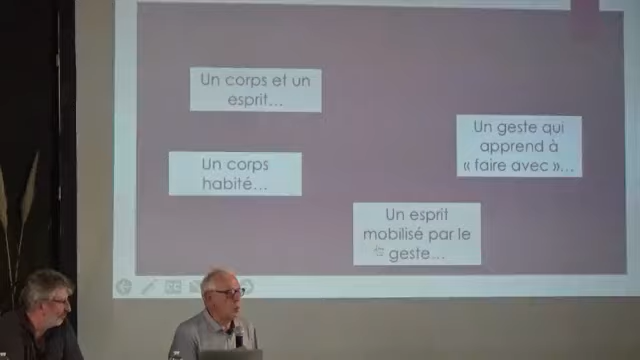 Un corps et un
esprit...
Un geste qui
apprend à
« faire avec »...
Un corps
habité...
Un esprit
mobilisé par le
geste...
CC